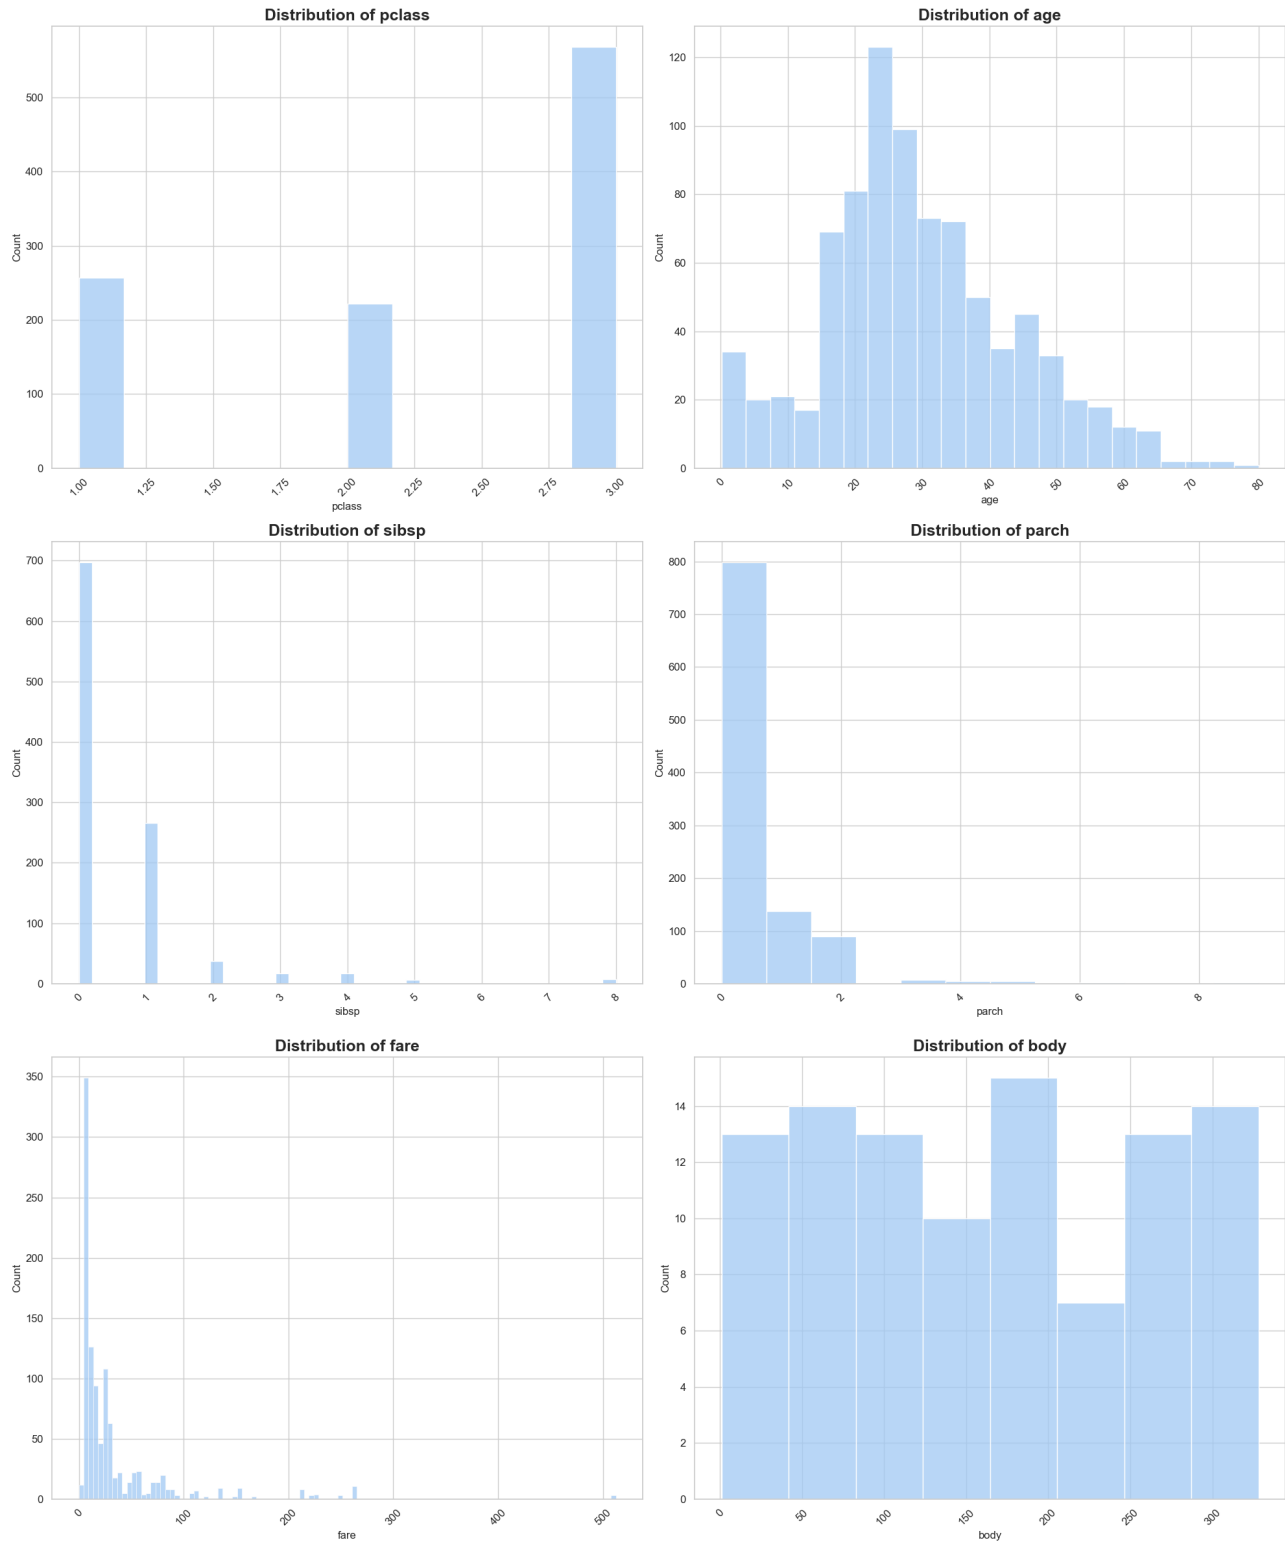 Distribution of pclass
Count
500
400
300
200
100
0
1.00 1.25 1.50 1.75 2.00 2.25 2.50 2.75 3.00
pclass
Distribution of age
Count
120
100
80
60
40
20
0
0 10 20 30 40 50 60 70 80
age
Distribution of sibsp
Count
700
600
500
400
300
200
100
0
0 1 2 3 4 5 6 7 8
sibsp
Distribution of parch
Count
800
700
600
500
400
300
200
100
0
0 2 4 6 8
parch
Distribution of fare
Count
350
300
250
200
150
100
50
0
0 100 200 300 400 500
fare
Distribution of body
Count
14
12
10
8
6
4
2
0
0 50 100 150 200 250 300
body